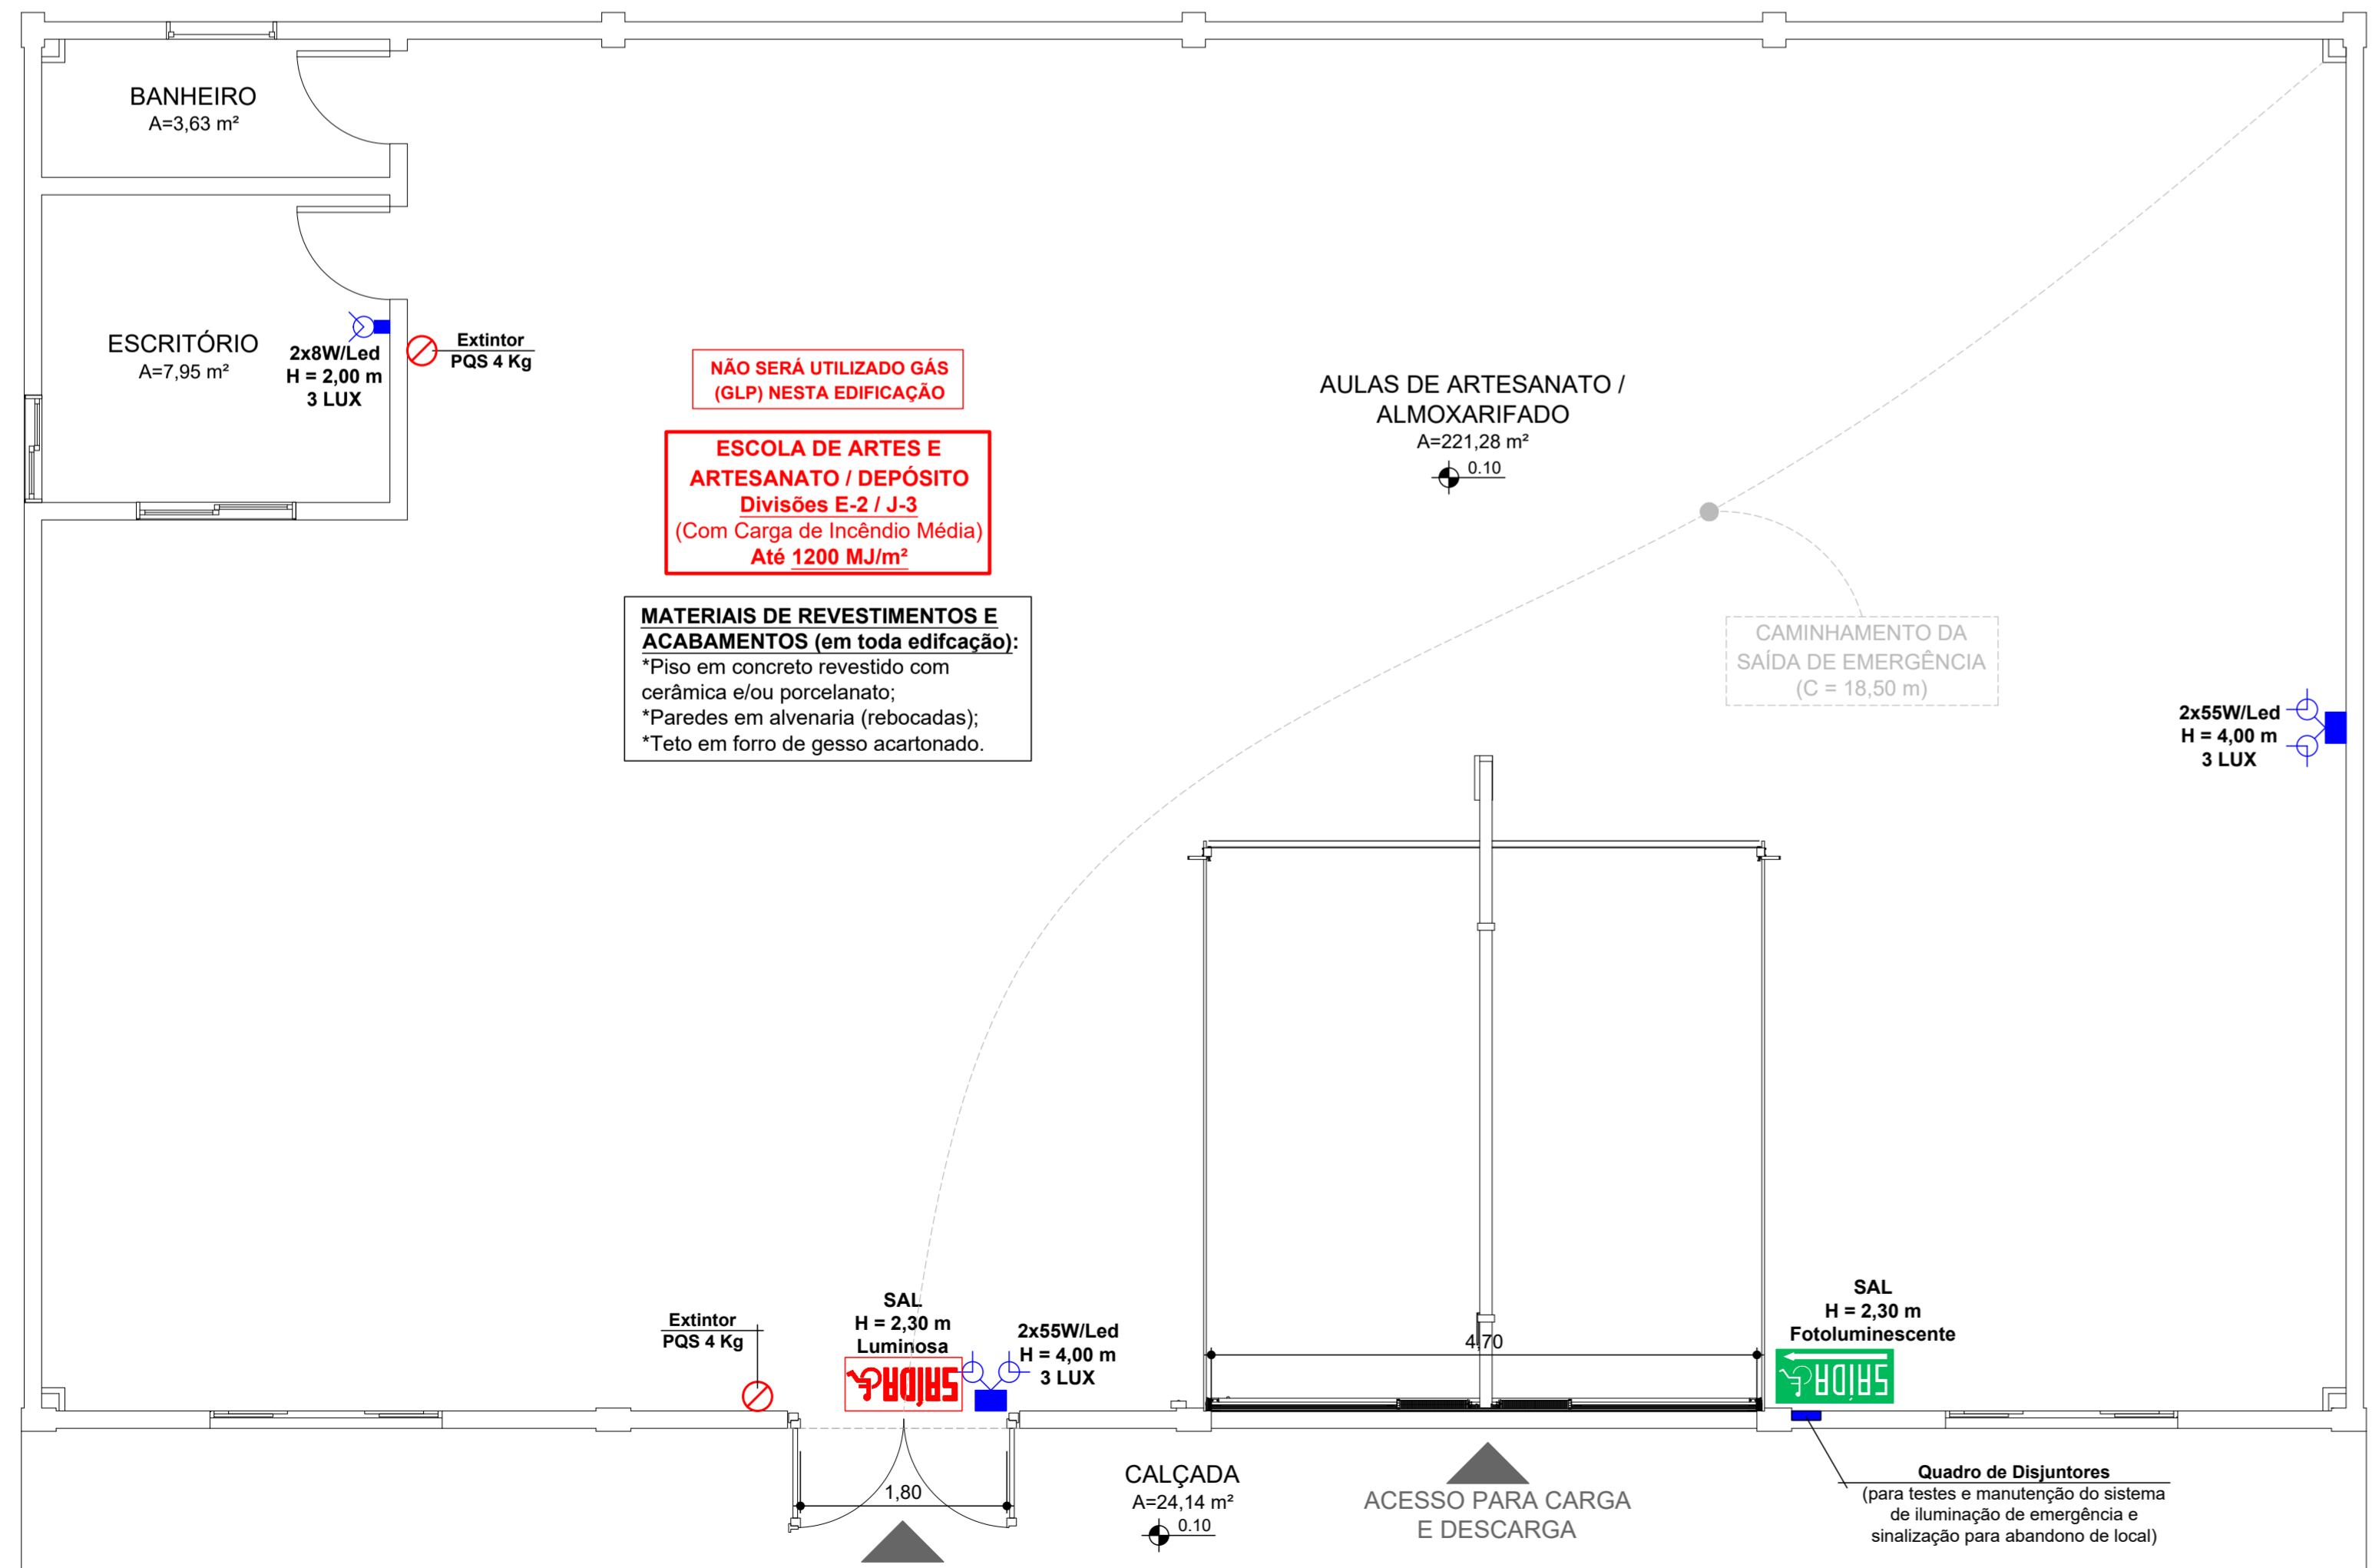 BANHEIRO
A=3,63 m²
ESCRITÓRIO
A=7,95 m²
2x8W/Led
H = 2,00 m
3 LUX
Extintor
PQS 4 Kg
NÃO SERÁ UTILIZADO GÁS
(GLP) NESTA EDIFICAÇÃO
ESCOLA DE ARTES E
ARTESANATO / DEPÓSITO
Divisões E-2 / J-3
(Com Carga de Incêndio Média)
Até 1200 MJ/m²
MATERIAIS DE REVESTIMENTOS E
ACABAMENTOS (em toda edifcação):
*Piso em concreto revestido com
cerâmica e/ou porcelanato;
*Paredes em alvenaria (rebocadas);
*Teto em forro de gesso acartonado.
AULAS DE ARTESANATO /
ALMOXARIFADO
A=221,28 m²
0.10
CAMINHAMENTO DA
SAÍDA DE EMERGÊNCIA
(C = 18,50 m)
2x55W/Led
H = 4,00 m
3 LUX
Extintor
PQS 4 Kg
SAL
H = 2,30 m
Luminosa
SAÍDA
2x55W/Led
H = 4,00 m
3 LUX
4,70
SAL
H = 2,30 m
Fotoluminescente
SAÍDA
1,80
CALÇADA
A=24,14 m²
0.10
ACESSO PARA CARGA
E DESCARGA
Quadro de Disjuntores
(para testes e manutenção do sistema
de iluminação de emergência e
sinalização para abandono de local)